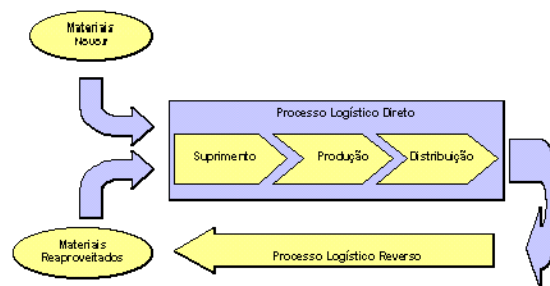 Materiais
Novos
Processo Logístico Direto
Suprimento
Produção
Distribuição
Materiais
Reaproveitados
Processo Logístico Reverso